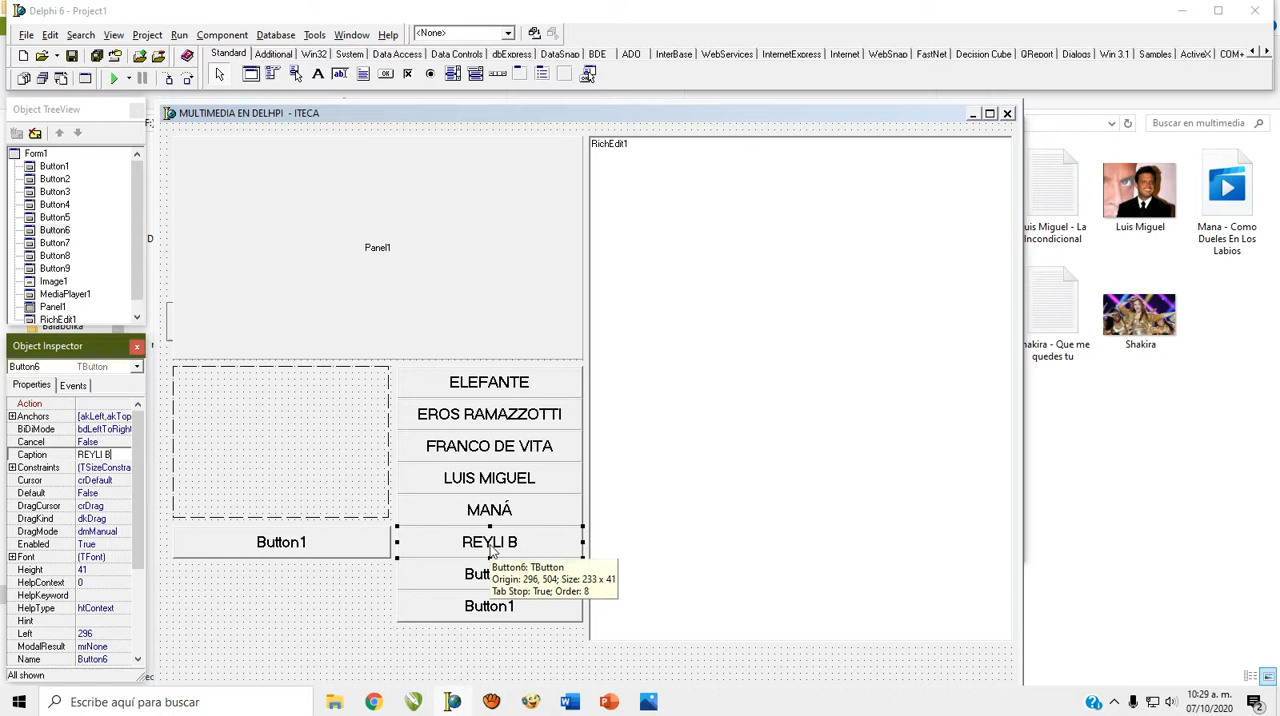 Delphi 6 - Project1
File Edit Search View Project Run Component Database Tools Window Help
<None>
Standard Additional Win32 System Data Access Data Controls dbExpress DataSnap BDE ADO InterBase WebServices InternetExpress Internet WebSnap FastNet Decision Cube QReport Dialogs Win 3.1 Samples ActiveX COM+
Object TreeView
Form1
Button1
Button2
Button3
Button4
Button5
Button6
Button7
Button8
Button9
Image1
MediaPlayer1
Panel1
RichEdit1
Balabolka
Object Inspector
Button6 TButton
Properties Events
Action
Anchors [akLeft,akTop
BiDiMode bdLeftToRigh
Cancel False
Caption REYLI B
Constraints (TSizeConstra
Cursor crDefault
Default False
DragCursor crDrag
DragKind dkDrag
DragMode dmManual
Enabled True
Font (TFont)
Height 41
HelpContext 0
HelpKeyword
HelpType htContext
Hint
Left 296
ModalResult mrNone
Name Button6
All shown
MULTIMEDIA EN DELHPI - ITECA
Panel1
RichEdit1
ELEFANTE
EROS RAMAZZOTTI
FRANCO DE VITA
LUIS MIGUEL
MANÁ
Button1
REYLI B
Butt
Button1
Button6: TButton
Origin: 296, 504; Size: 233 x 41
Tab Stop: True; Order: 8
Buscar en multimedia
uis Miguel - La
Incondicional
Luis Miguel
Mana - Como
Dueles En Los
Labios
hakira - Que me
quedes tu
Shakira
Escribe aquí para buscar
10:29 a. m.
07/10/2020
2